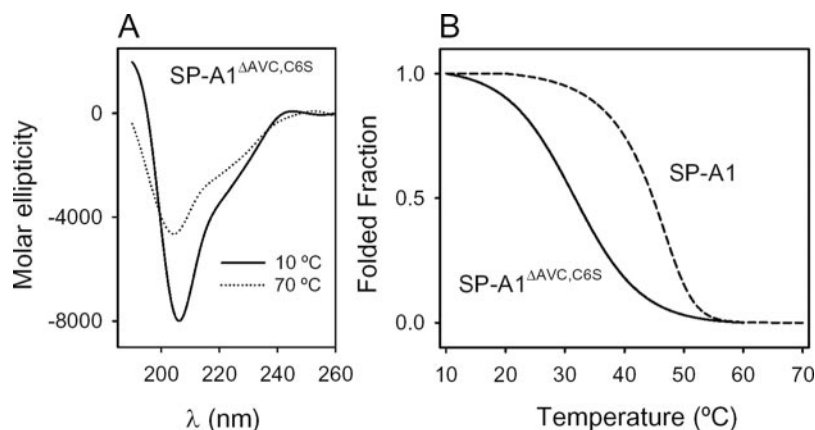 A
SP-A1ΔAVC,C6S
0
-4000
-8000
Molar ellipticity
10 ºC
70 ºC
200 220 240 260
λ (nm)
B
1.0
0.5
0.0
Folded Fraction
SP-A1
SP-A1ΔAVC,C6S
10 20 30 40 50 60 70
Temperature (ºC)